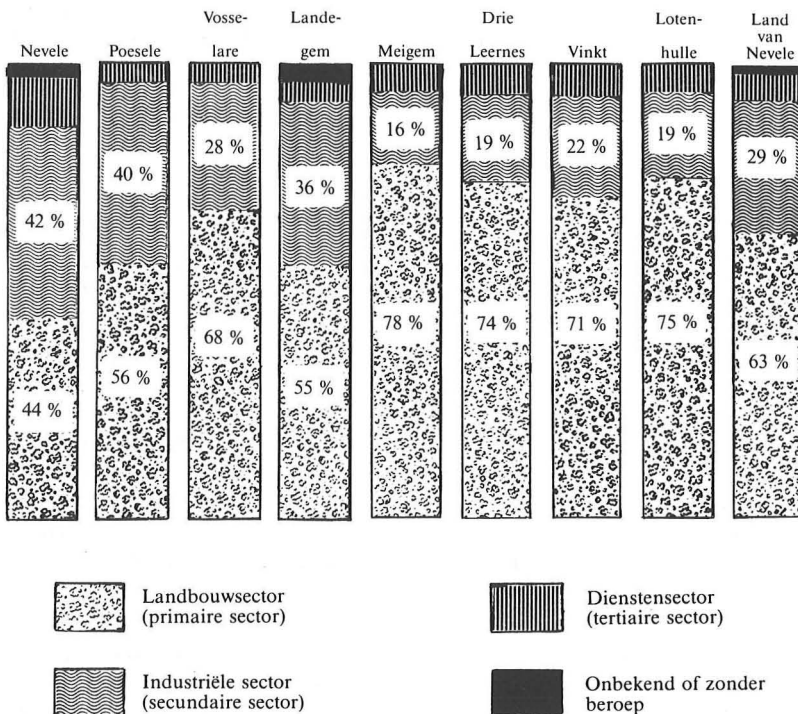 Nevele
Poesele
Vosse-
lare
Lande-
gem
Meigem
Drie
Leernes
Vinkt
Loten-
hulle
Land
van
Nevele
42 %
40 %
28 %
36 %
16 %
19 %
22 %
19 %
29 %
44 %
56 %
68 %
55 %
78 %
74 %
71 %
75 %
63 %
Landbouwsector
(primaire sector)
Dienstensector
(tertiaire sector)
Industriële sector
(secundaire sector)
Onbekend of zonder
beroep